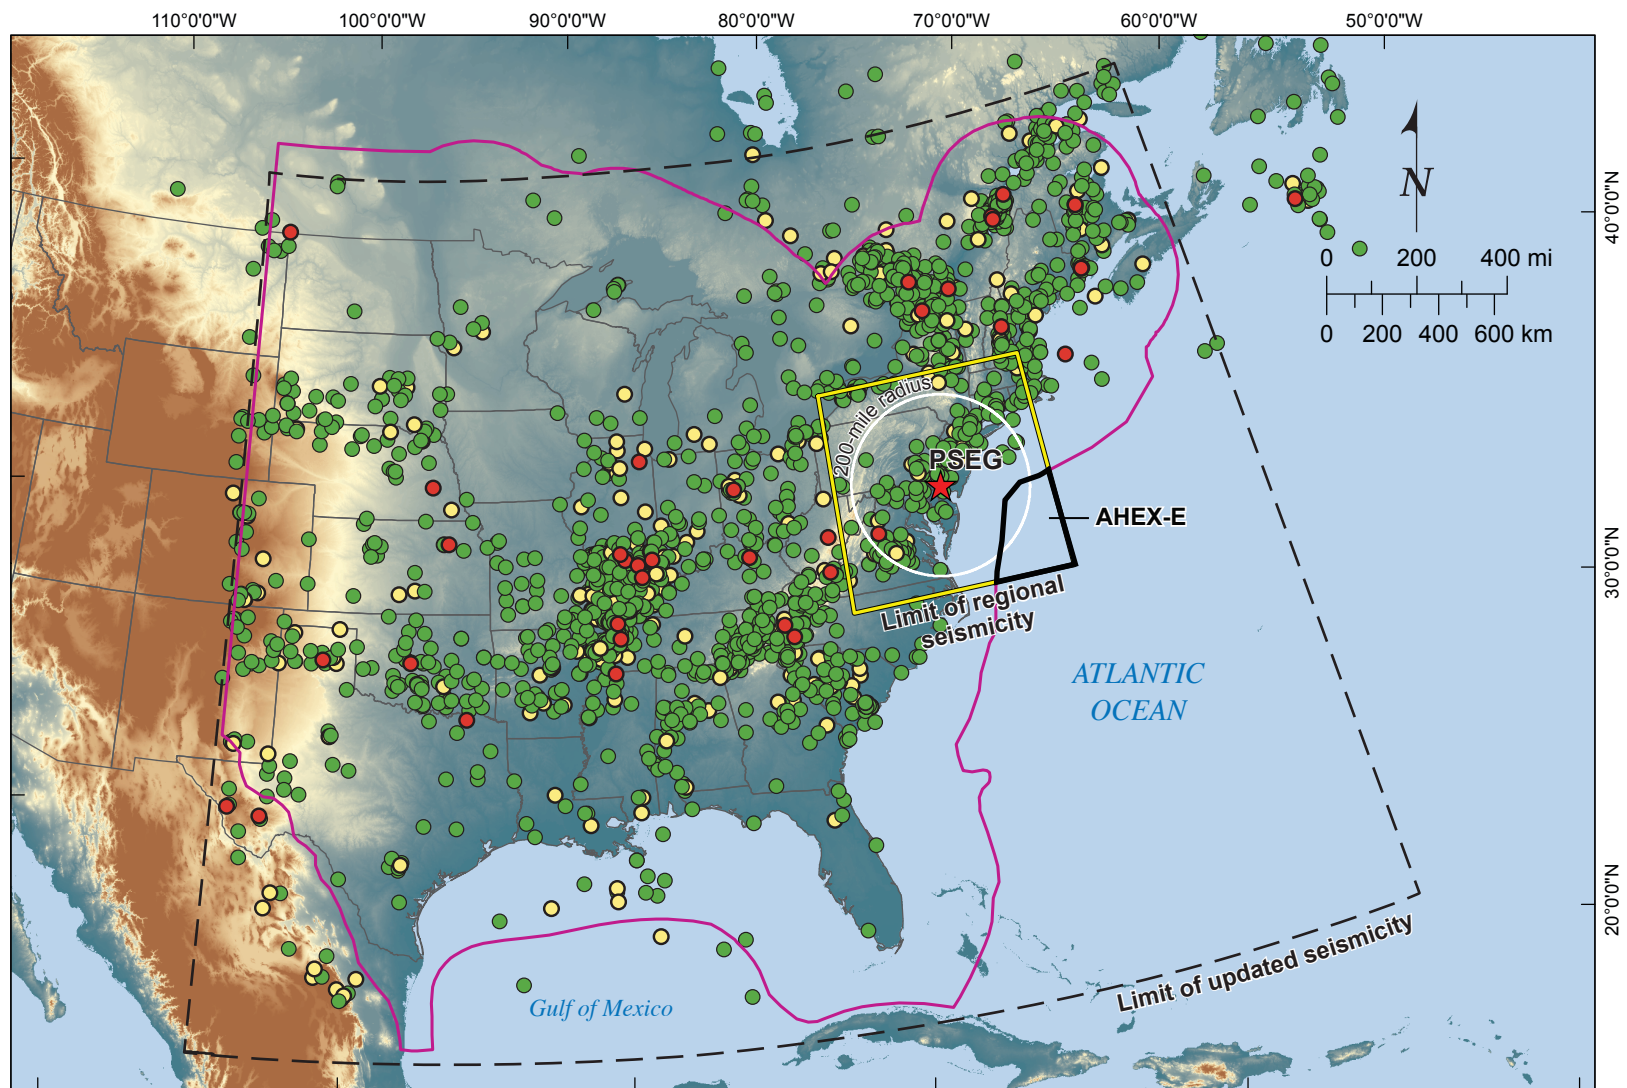 110°0'0"W 100°0'0"W 90°0'0"W 80°0'0"W 70°0'0"W 60°0'0"W 50°0'0"W
N
40°0'0"N
0 200 400 mi
0 200 400 600 km
200-mile radius
PSEG
AHEX-E
30°0'0"N
Limit of regional
seismicity
ATLANTIC
OCEAN
20°0'0"N
Limit of updated seismicity
Gulf of Mexico